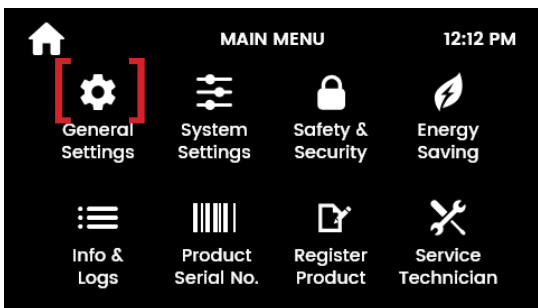 MAIN MENU 12:12 PM
General Settings
System Settings
Safety & Security
Energy Saving
Info & Logs
Product Serial No.
Register Product
Service Technician